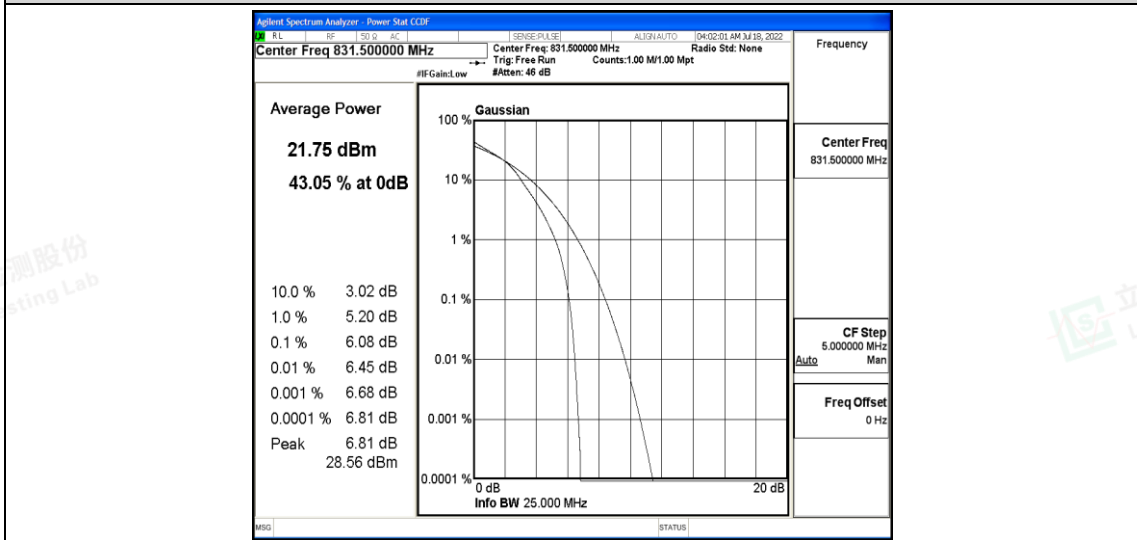 Agilent Spectrum Analyzer - Power Stat CCDF
LXI RL RF 50 Ω AC SENSE:PULSE ALIGN AUTO 04:02:01 AM Jul 18, 2022
Center Freq 831.500000 MHz
Center Freq: 831.500000 MHz Radio Std: None
Trig: Free Run Counts:1.00 M/1.00 Mpt
#IFGain:Low #Atten: 46 dB
Frequency
Average Power
21.75 dBm
43.05 % at 0dB
10.0 % 3.02 dB
1.0 % 5.20 dB
0.1 % 6.08 dB
0.01 % 6.45 dB
0.001 % 6.68 dB
0.0001 % 6.81 dB
Peak 6.81 dB
28.56 dBm
Gaussian
100 %
10 %
1 %
0.1 %
0.01 %
0.001 %
0.0001 %
0 dB 20 dB
Info BW 25.000 MHz
Center Freq
831.500000 MHz
CF Step
5.000000 MHz
Auto Man
Freq Offset
0 Hz
MSG STATUS
测股份
sting Lab
立